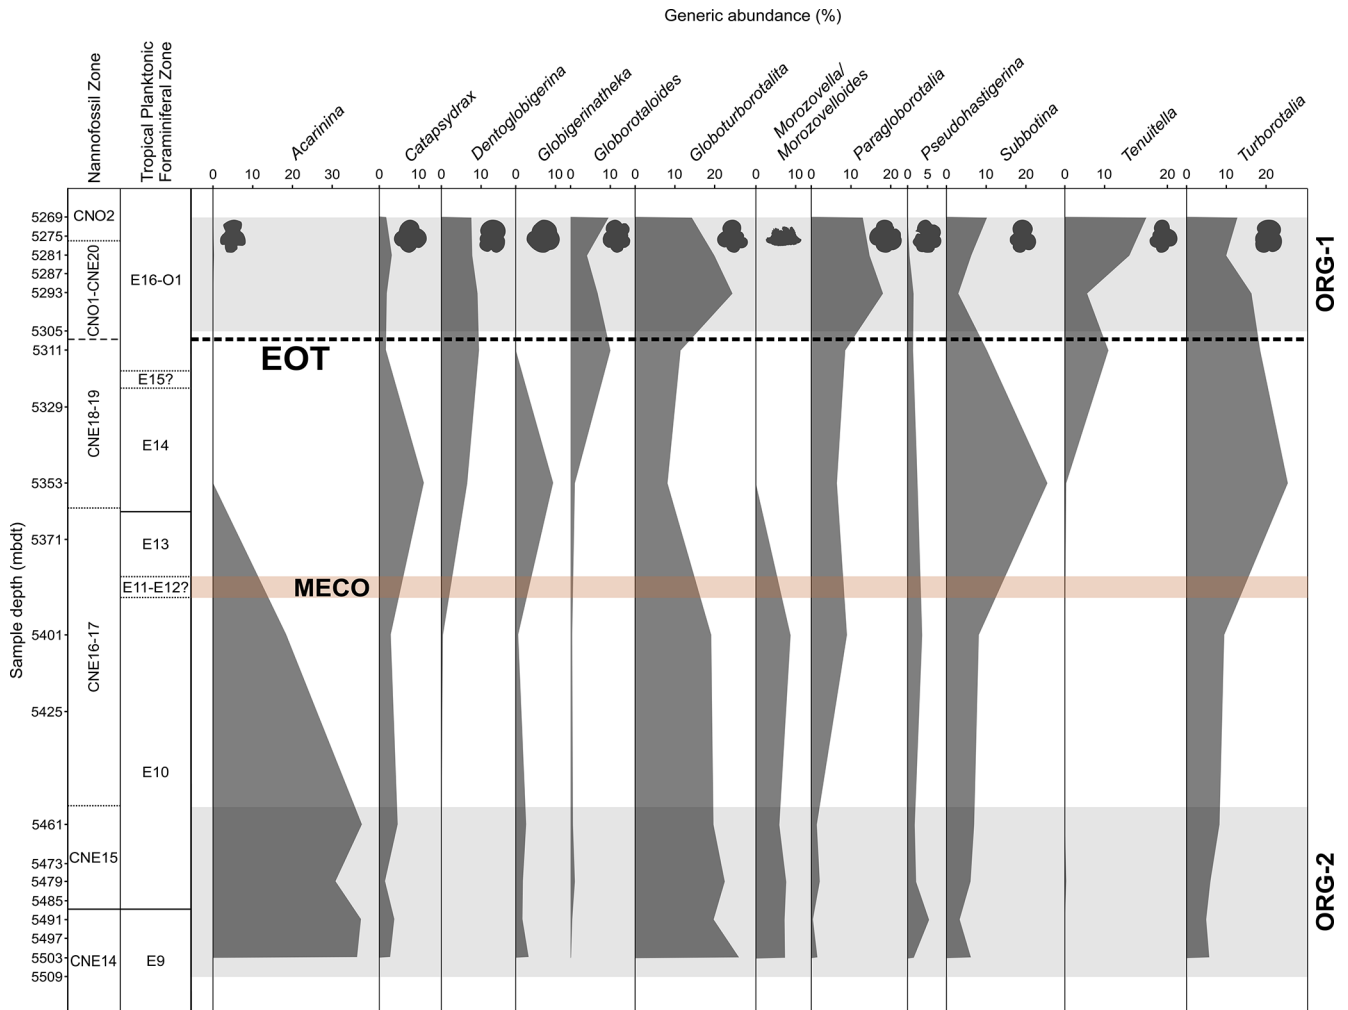 Generic abundance (%)
Nannofossil Zone
Tropical Planktonic
Foraminiferal Zone
Acarinina
Catapsydrax
Dentoglobigerina
Globigerinatheka
Globorotaloides
Globoturborotalita
Morozovella/
Morozovelloides
Paragloborotalia
Pseudohastigerina
Subbotina
Tenuitella
Turborotalia
0 10 20 30 0 10 0 10 0 10 0 10 0 10 20 0 10 0 10 20 0 5 0 10 20 0 10 20 0 10 20
Sample depth (mbdt)
5269
5275
5281
5287
5293
5305
5311
5329
5353
5371
5401
5425
5461
5473
5479
5485
5491
5497
5503
5509
CNO2
CNO1-CNE20
CNE18-19
CNE16-17
CNE15
CNE14
E16-O1
E15?
E14
E13
E11-E12?
E10
E9
EOT
MECO
ORG-1
ORG-2